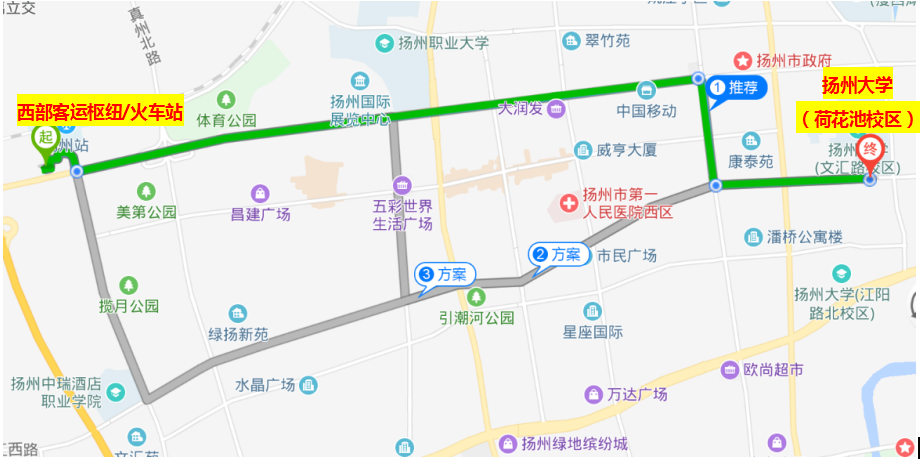 立交
真
州
北
路
扬州职业大学
翠竹苑
扬州市政府
扬州国际
展览中心
大润发
中国移动
1 推荐
扬州大学
（荷花池校区）
西部客运枢纽/火车站
体育公园
起
州站
威亨大厦
康泰苑
终
(文汇路校区)
美第公园
昌建广场
五彩世界
生活广场
扬州市第一
人民医院西区
潘桥公寓楼
2 方案
市民广场
3 方案
揽月公园
引潮河公园
扬州大学(江阳
路北校区)
绿扬新苑
星座国际
扬州中瑞酒店
职业学院
水晶广场
欧尚超市
万达广场
文汇苑
扬州绿地缤纷城
江西路